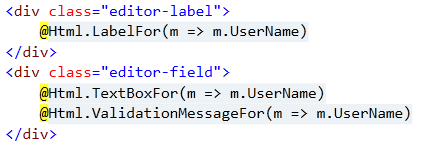 <div class="editor-label">
    @Html.LabelFor(m => m.UserName)
</div>
<div class="editor-field">
    @Html.TextBoxFor(m => m.UserName)
    @Html.ValidationMessageFor(m => m.UserName)
</div>